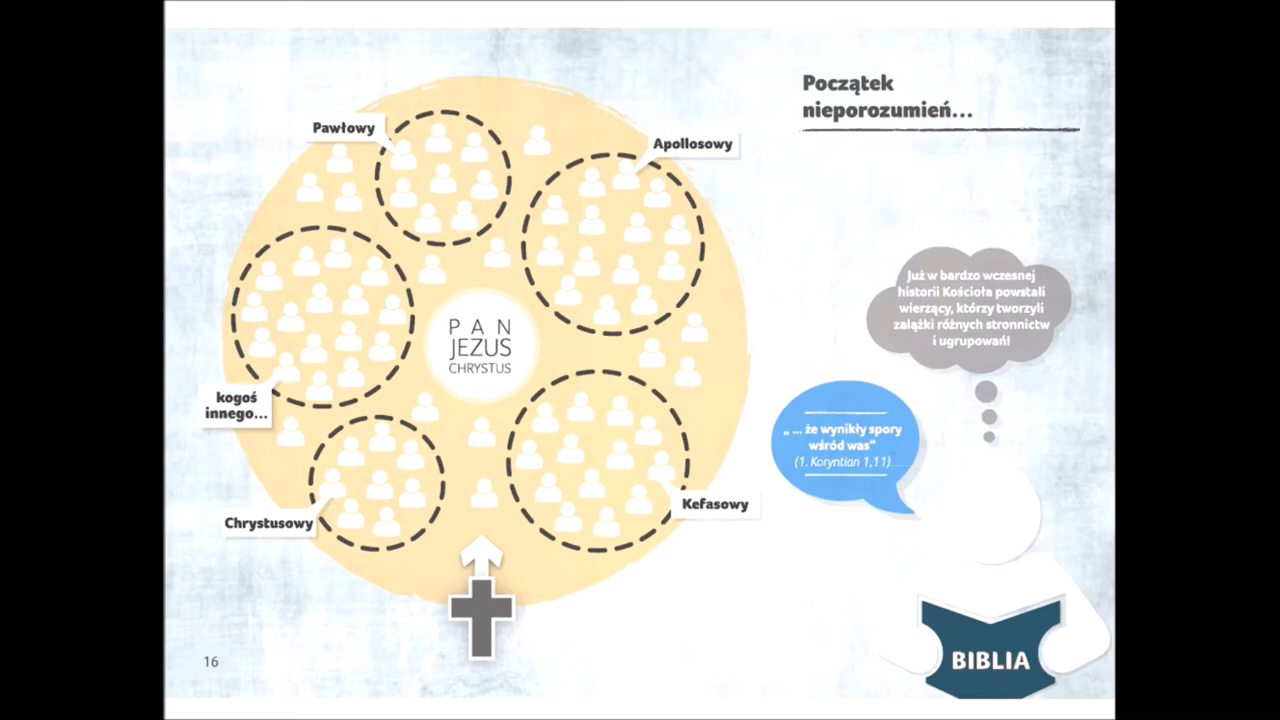 Początek
nieporozumień...
Pawłowy
Apollosowy
PAN
JEZUS
CHRYSTUS
kogoś
innego...
Chrystusowy
Kefasowy
Już w bardzo wczesnej
historii Kościoła powstali
wierzący, którzy tworzyli
zalążki różnych stronnictw
i ugrupowań!
„ ... że wynikły spory
wśród was”
(1. Koryntian 1,11)
BIBLIA
16